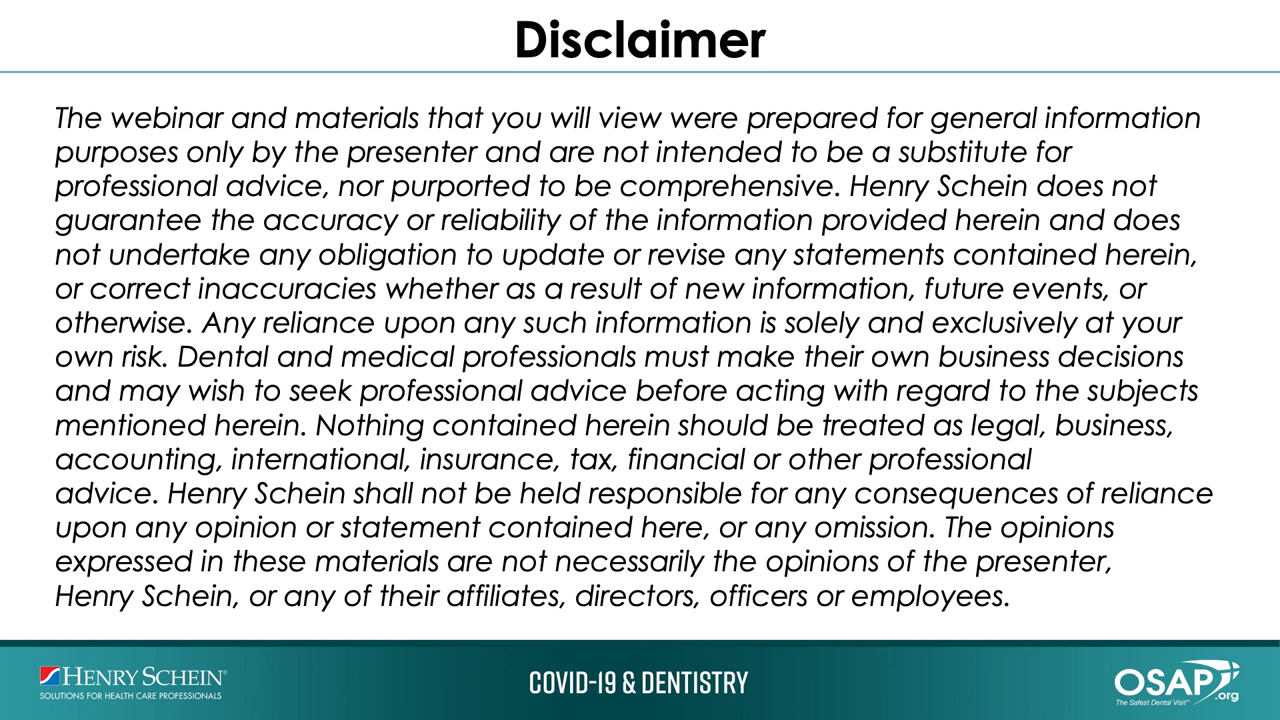 Disclaimer
The webinar and materials that you will view were prepared for general information
purposes only by the presenter and are not intended to be a substitute for
professional advice, nor purported to be comprehensive. Henry Schein does not
guarantee the accuracy or reliability of the information provided herein and does
not undertake any obligation to update or revise any statements contained herein,
or correct inaccuracies whether as a result of new information, future events, or
otherwise. Any reliance upon any such information is solely and exclusively at your
own risk. Dental and medical professionals must make their own business decisions
and may wish to seek professional advice before acting with regard to the subjects
mentioned herein. Nothing contained herein should be treated as legal, business,
accounting, international, insurance, tax, financial or other professional
advice. Henry Schein shall not be held responsible for any consequences of reliance
upon any opinion or statement contained here, or any omission. The opinions
expressed in these materials are not necessarily the opinions of the presenter,
Henry Schein, or any of their affiliates, directors, officers or employees.
HENRY SCHEIN®
SOLUTIONS FOR HEALTH CARE PROFESSIONALS
COVID-19 & DENTISTRY
OSAP.org
The Safest Dental Visit™